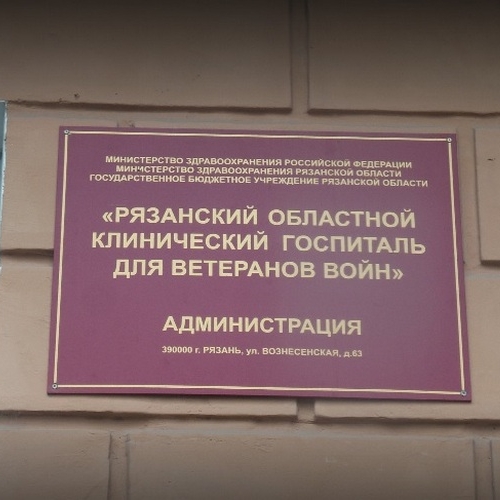 МИНИСТЕРСТВО ЗДРАВООХРАНЕНИЯ РОССИЙСКОЙ ФЕДЕРАЦИИ
МИНИСТЕРСТВО ЗДРАВООХРАНЕНИЯ РЯЗАНСКОЙ ОБЛАСТИ
ГОСУДАРСТВЕННОЕ БЮДЖЕТНОЕ УЧРЕЖДЕНИЕ РЯЗАНСКОЙ ОБЛАСТИ
«РЯЗАНСКИЙ ОБЛАСТНОЙ
КЛИНИЧЕСКИЙ ГОСПИТАЛЬ
ДЛЯ ВЕТЕРАНОВ ВОЙН»
АДМИНИСТРАЦИЯ
390000 г. РЯЗАНЬ, ул. ВОЗНЕСЕНСКАЯ, д.63